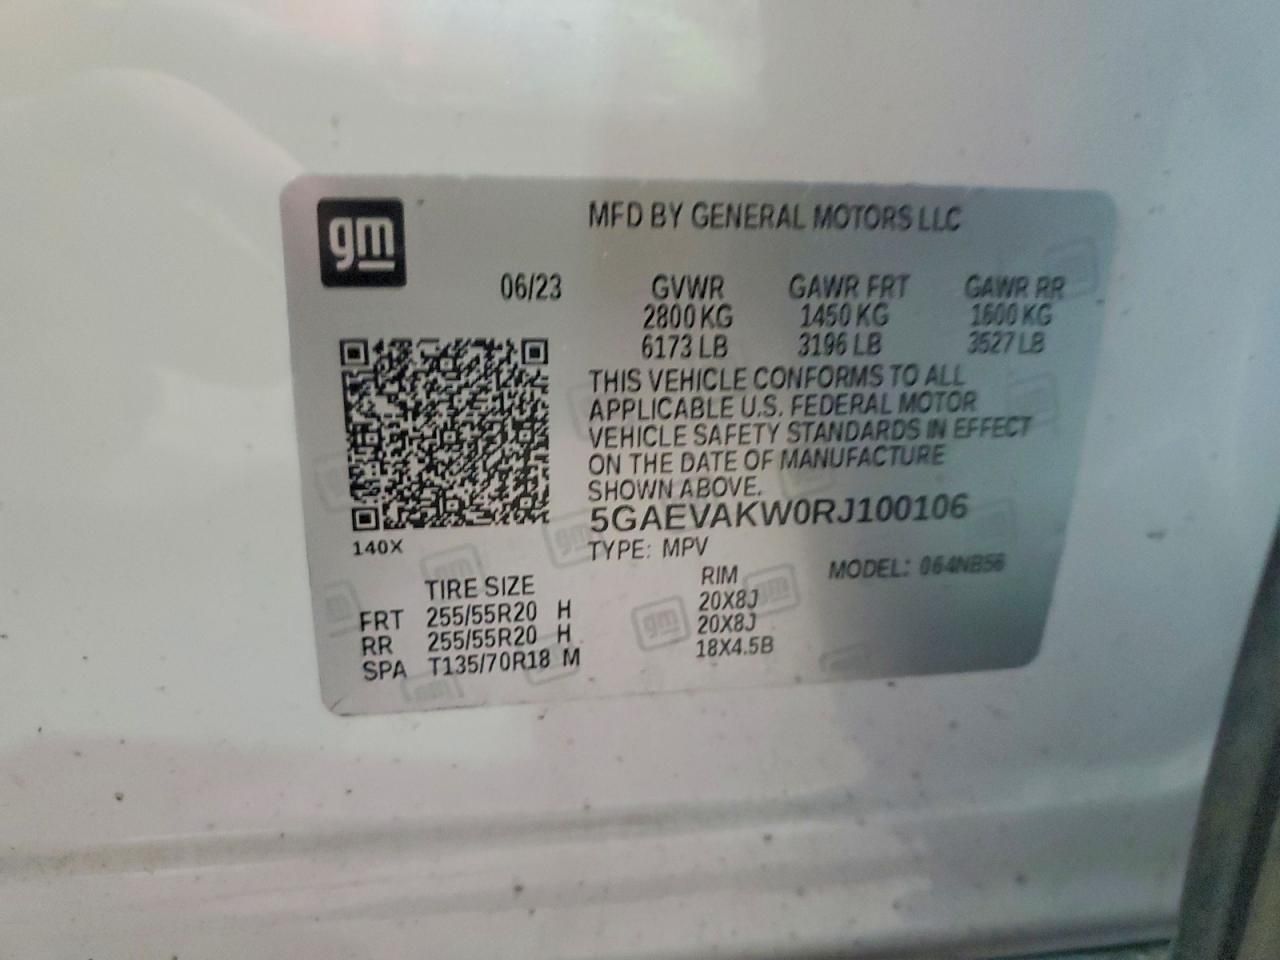 gm
MFD BY GENERAL MOTORS LLC
06/23 GVWR GAWR FRT GAWR RR
2800 KG 1450 KG 1600 KG
6173 LB 3196 LB 3527 LB
THIS VEHICLE CONFORMS TO ALL
APPLICABLE U.S. FEDERAL MOTOR
VEHICLE SAFETY STANDARDS IN EFFECT
ON THE DATE OF MANUFACTURE
SHOWN ABOVE.
5GAEVAKW0RJ100106
140X
TYPE: MPV MODEL: 064NB56
TIRE SIZE RIM
FRT 255/55R20 H 20X8J
RR 255/55R20 H 20X8J
SPA T135/70R18 M 18X4.5B